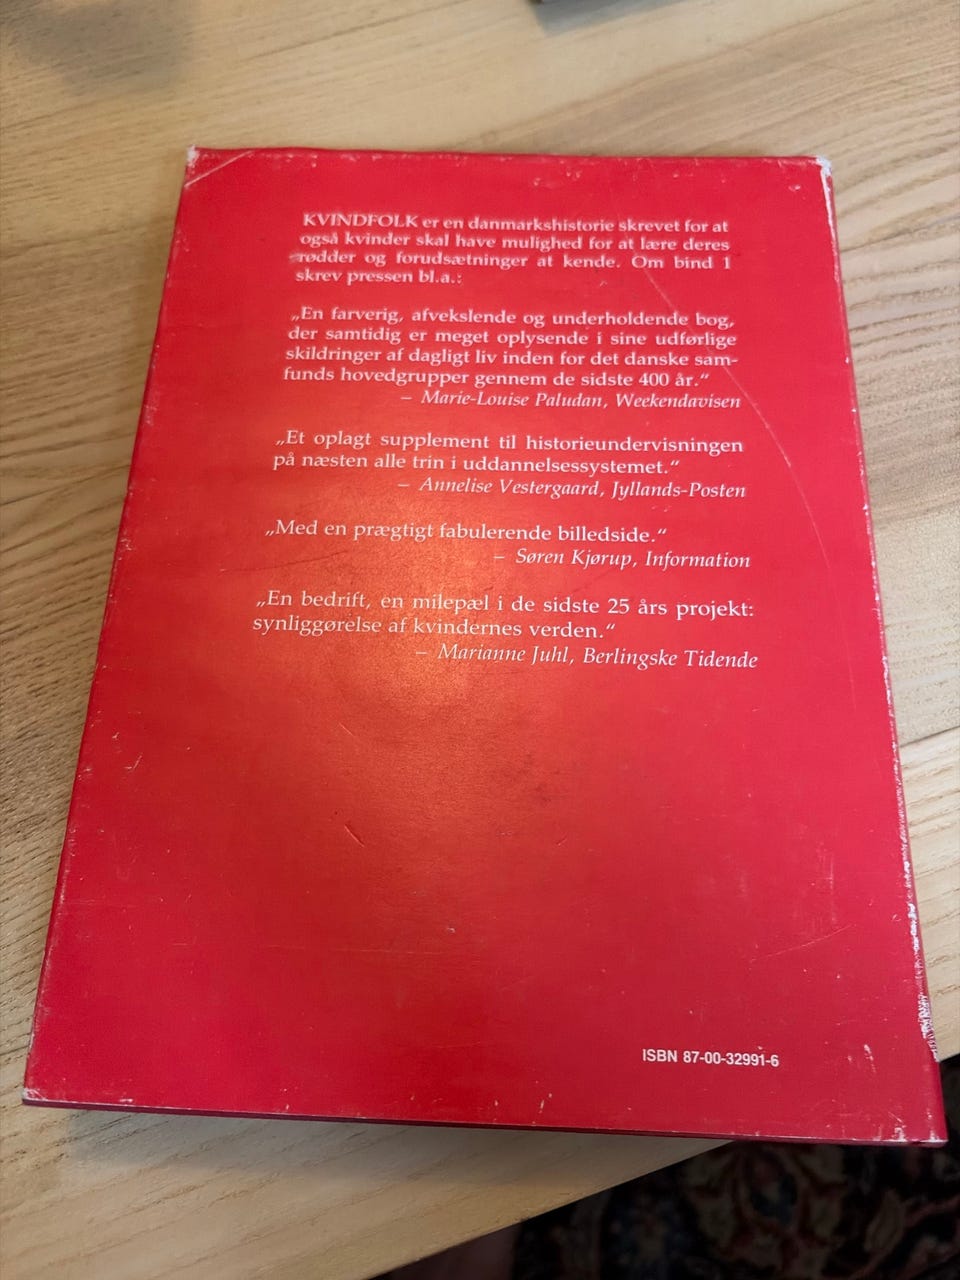 KVINDFOLK er en danmarkshistorie skrevet for at
også kvinder skal have mulighed for at lære deres
rødder og forudsætninger at kende. Om bind 1
skrev pressen bl.a.:
„En farverig, afvekslende og underholdende bog,
der samtidig er meget oplysende i sine udførlige
skildringer af dagligt liv inden for det danske sam-
funds hovedgrupper gennem de sidste 400 år.“
– Marie-Louise Paludan, Weekendavisen
„Et oplagt supplement til historieundervisningen
på næsten alle trin i uddannelsessystemet.“
– Annelise Vestergaard, Jyllands-Posten
„Med en prægtigt fabulerende billedside.“
– Søren Kjørup, Information
„En bedrift, en milepæl i de sidste 25 års projekt:
synliggørelse af kvindernes verden.“
– Marianne Juhl, Berlingske Tidende
ISBN 87-00-32991-6